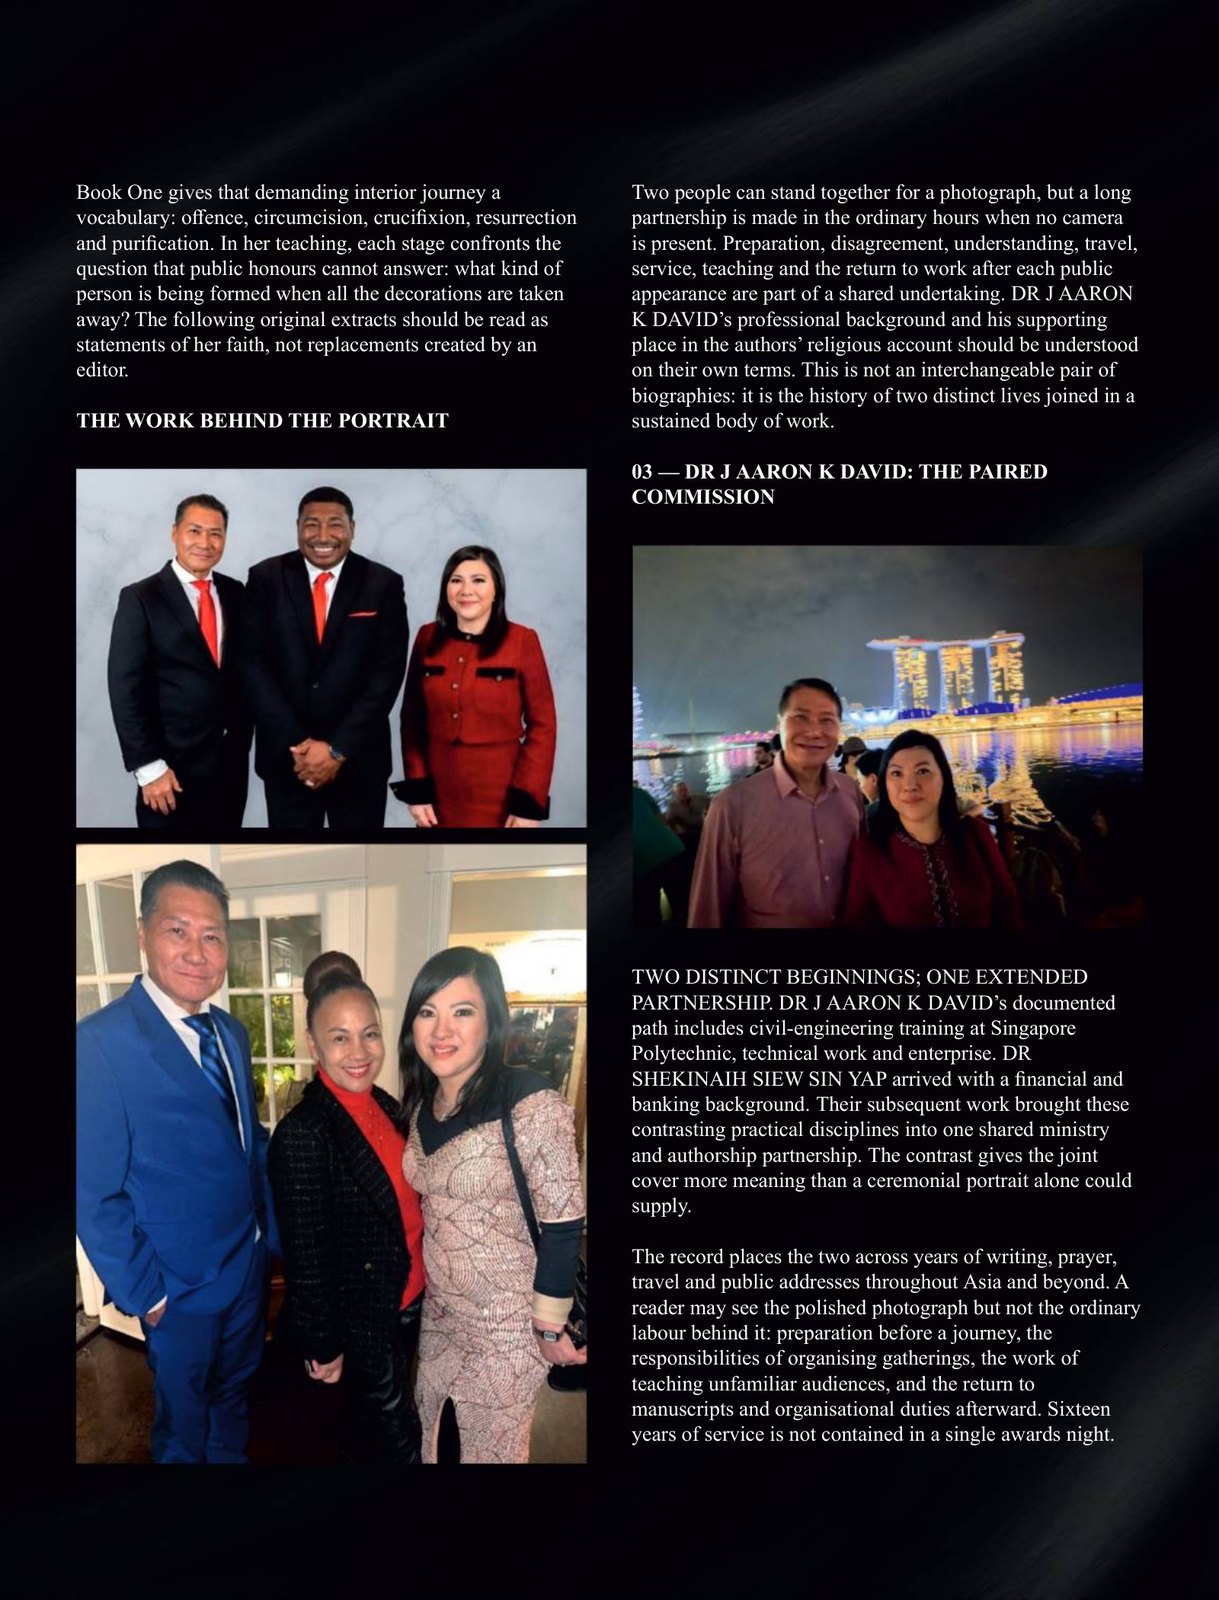 Book One gives that demanding interior journey a
vocabulary: offence, circumcision, crucifixion, resurrection
and purification. In her teaching, each stage confronts the
question that public honours cannot answer: what kind of
person is being formed when all the decorations are taken
away? The following original extracts should be read as
statements of her faith, not replacements created by an
editor.
THE WORK BEHIND THE PORTRAIT
Two people can stand together for a photograph, but a long
partnership is made in the ordinary hours when no camera
is present. Preparation, disagreement, understanding, travel,
service, teaching and the return to work after each public
appearance are part of a shared undertaking. DR J AARON
K DAVID’s professional background and his supporting
place in the authors’ religious account should be understood
on their own terms. This is not an interchangeable pair of
biographies: it is the history of two distinct lives joined in a
sustained body of work.
03 — DR J AARON K DAVID: THE PAIRED
COMMISSION
TWO DISTINCT BEGINNINGS; ONE EXTENDED
PARTNERSHIP. DR J AARON K DAVID’s documented
path includes civil-engineering training at Singapore
Polytechnic, technical work and enterprise. DR
SHEKINAIH SIEW SIN YAP arrived with a financial and
banking background. Their subsequent work brought these
contrasting practical disciplines into one shared ministry
and authorship partnership. The contrast gives the joint
cover more meaning than a ceremonial portrait alone could
supply.
The record places the two across years of writing, prayer,
travel and public addresses throughout Asia and beyond. A
reader may see the polished photograph but not the ordinary
labour behind it: preparation before a journey, the
responsibilities of organising gatherings, the work of
teaching unfamiliar audiences, and the return to
manuscripts and organisational duties afterward. Sixteen
years of service is not contained in a single awards night.